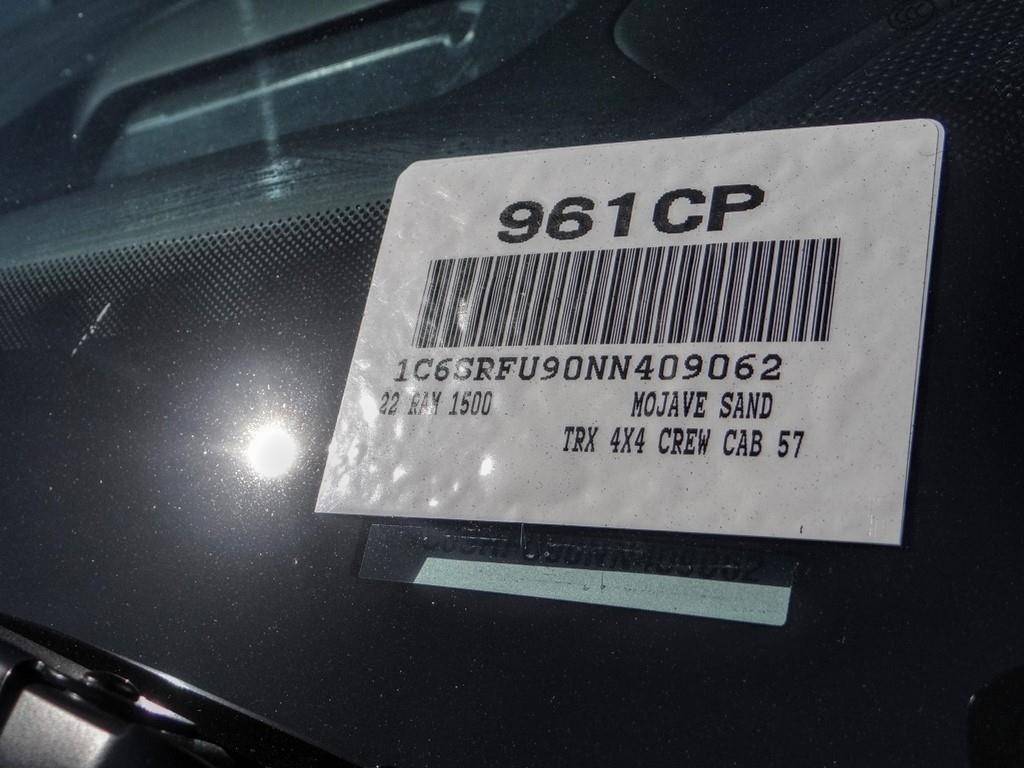 961CP
1C6SRFU90NN409062
22 RAM 1500 MOJAVE SAND
TRX 4X4 CREW CAB 57